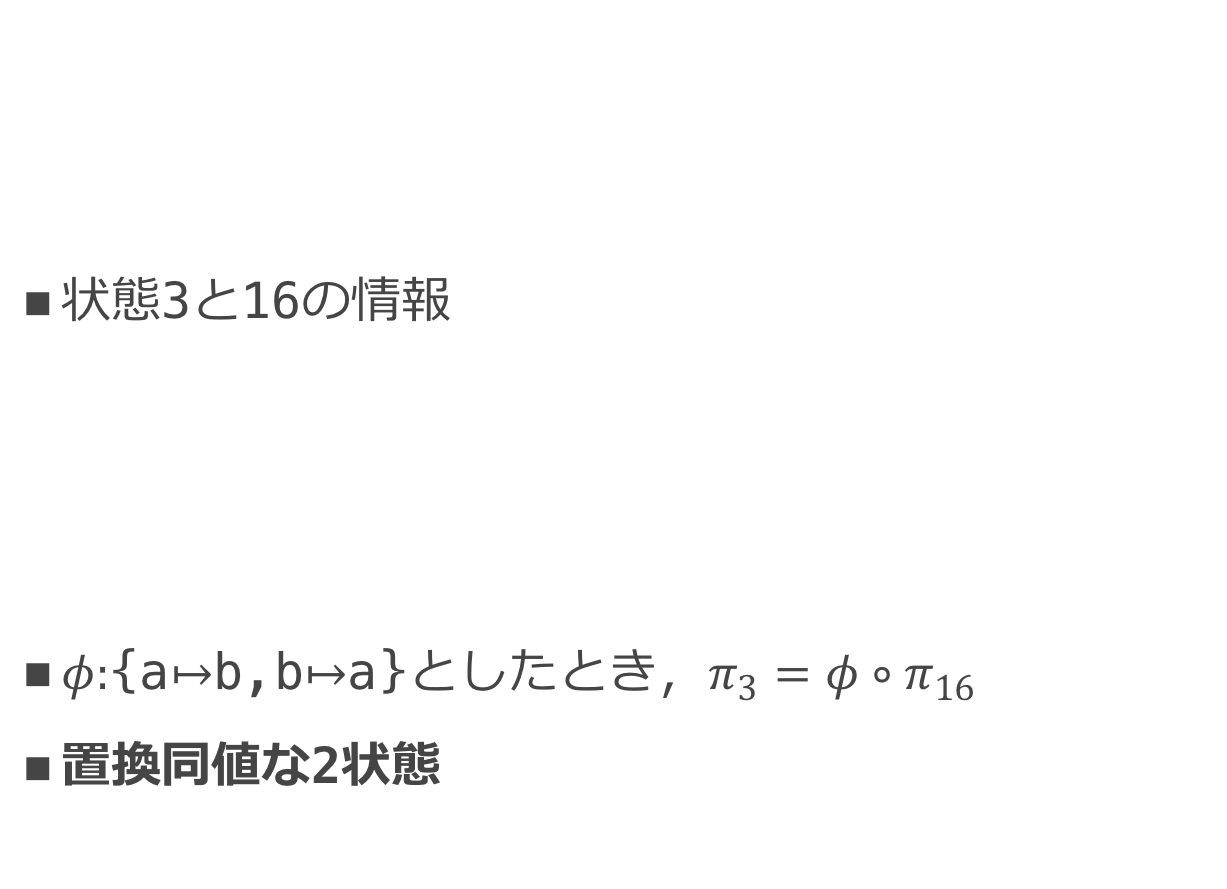 ■ 状態3と16の情報
■ 𝜙:{a↦b,b↦a}としたとき，𝜋₃ = 𝜙 ∘ 𝜋₁₆
■ 置換同値な2状態